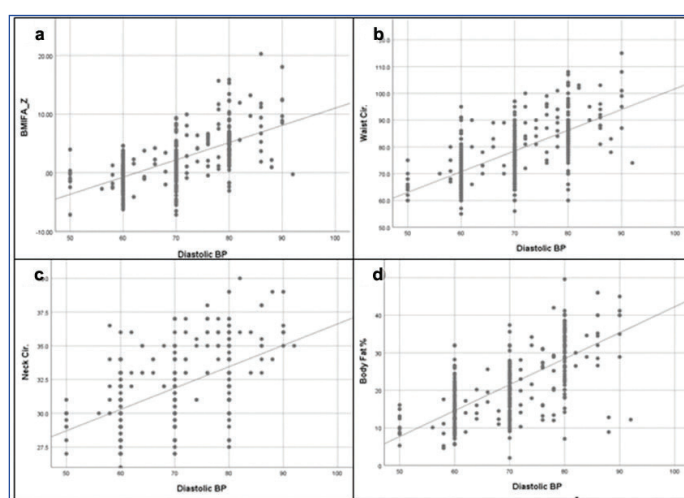 a
BMIFA_Z
20.00
10.00
.00
-10.00
50 60 70 80 90 100
Diastolic BP
b
Waist Cir.
110.0
100.0
90.0
80.0
70.0
60.0
50.0
50 60 70 80 90 100
Diastolic BP
c
Neck Cir.
37.5
35.0
32.5
30.0
27.5
50 60 70 80 90 100
Diastolic BP
d
Body Fat %
50
40
30
20
10
0
50 60 70 80 90 100
Diastolic BP